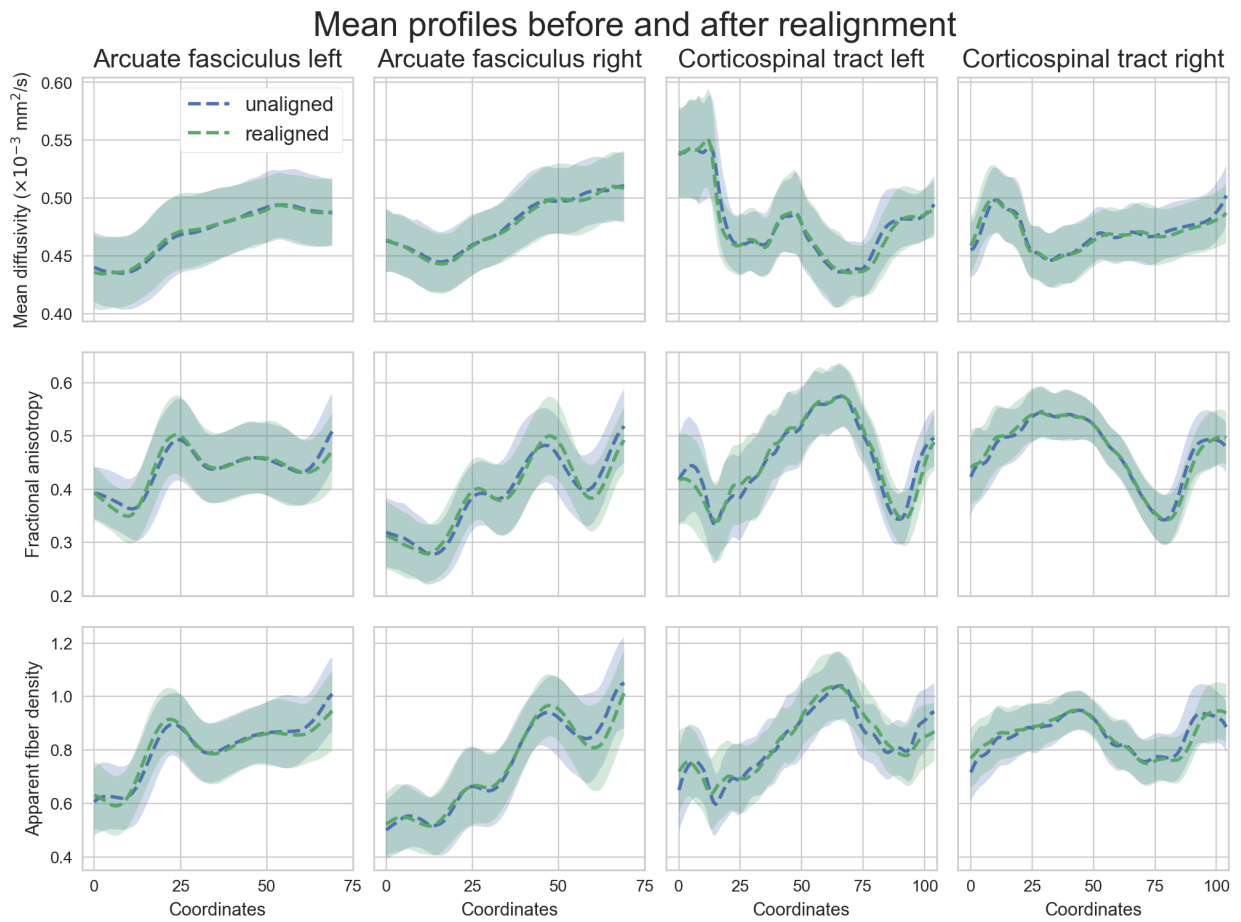 Mean profiles before and after realignment
Arcuate fasciculus left
Arcuate fasciculus right
Corticospinal tract left
Corticospinal tract right
Mean diffusivity (×10⁻³ mm²/s)
0.60
0.55
0.50
0.45
0.40
unaligned
realigned
Fractional anisotropy
0.6
0.5
0.4
0.3
0.2
Apparent fiber density
1.2
1.0
0.8
0.6
0.4
0 25 50 75
0 25 50 75
0 25 50 75 100
0 25 50 75 100
Coordinates
Coordinates
Coordinates
Coordinates